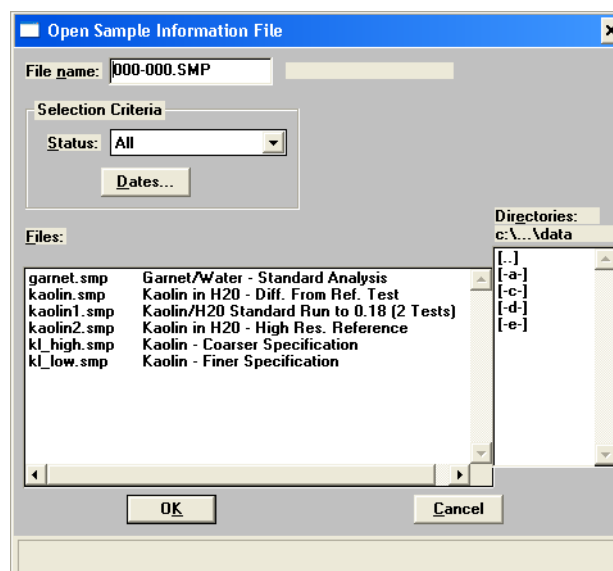 Open Sample Information File
File name: 000-000.SMP
Selection Criteria
Status: All
Dates...
Directories:
c:\...\data
Files:
[..]
[-a-]
[-c-]
[-d-]
[-e-]
garnet.smp Garnet/Water - Standard Analysis
kaolin.smp Kaolin in H20 - Diff. From Ref. Test
kaolin1.smp Kaolin/H20 Standard Run to 0.18 (2 Tests)
kaolin2.smp Kaolin in H20 - High Res. Reference
kl_high.smp Kaolin - Coarser Specification
kl_low.smp Kaolin - Finer Specification
OK
Cancel